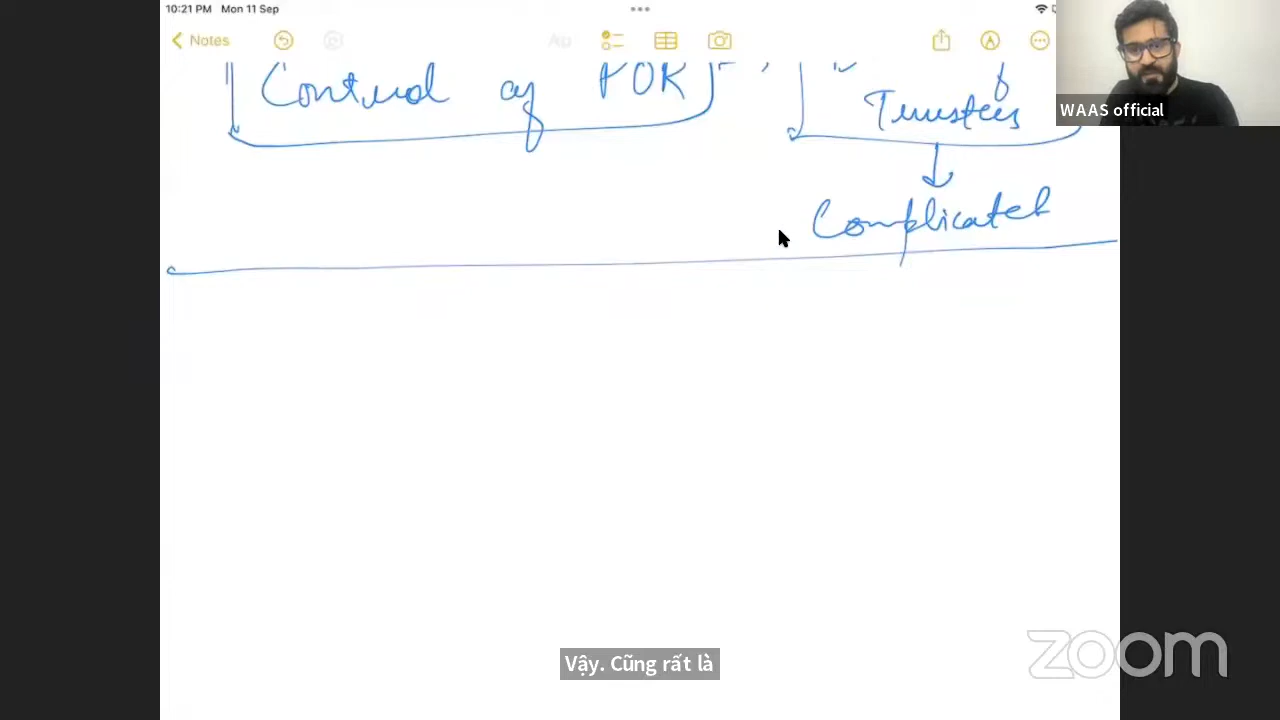 10:21 PM Mon 11 Sep
Notes
WAAS official
Control of POK
Trustees
Complicated
Vậy. Cũng rất là
zoom